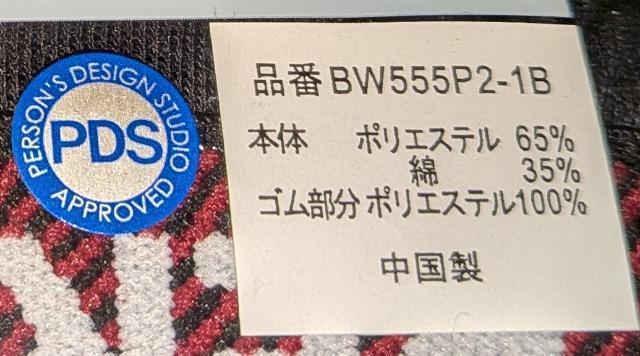 PERSON'S DESIGN STUDIO
PDS
APPROVED
品番 BW555P2-1B
本体 ポリエステル 65%
綿 35%
ゴム部分 ポリエステル100%
中国製